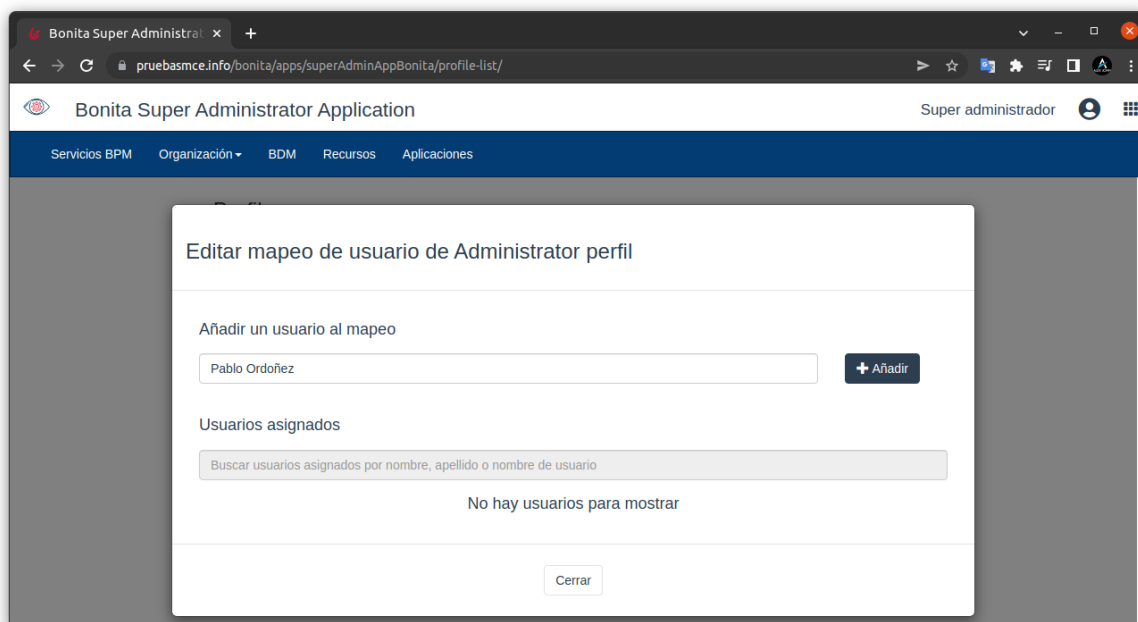 Bonita Super Administrat
pruebasmce.info/bonita/apps/superAdminAppBonita/profile-list/
Bonita Super Administrator Application
Super administrador
Servicios BPM Organización BDM Recursos Aplicaciones
Editar mapeo de usuario de Administrator perfil
Añadir un usuario al mapeo
Pablo Ordoñez
Añadir
Usuarios asignados
Buscar usuarios asignados por nombre, apellido o nombre de usuario
No hay usuarios para mostrar
Cerrar